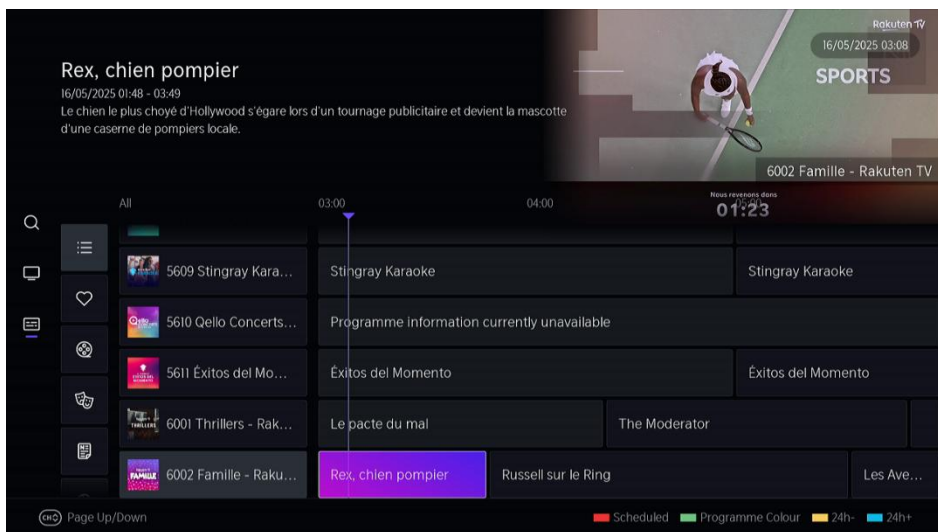 Rakuten TV
16/05/2025 03:08
SPORTS
Rex, chien pompier
16/05/2025 01:48 - 03:49
Le chien le plus choyé d'Hollywood s'égare lors d'un tournage publicitaire et devient la mascotte
d'une caserne de pompiers locale.
6002 Famille - Rakuten TV
Nous revenons dans
01:23
All
03:00
04:00
05:00
5609 Stingray Kara...
Stingray Karaoke
Stingray Karaoke
5610 Qello Concerts...
Programme information currently unavailable
5611 Éxitos del Mo...
Éxitos del Momento
Éxitos del Momento
THRILLERS
6001 Thrillers - Rak...
Le pacte du mal
The Moderator
FAMILLE
6002 Famille - Raku...
Rex, chien pompier
Russell sur le Ring
Les Ave...
CH
Page Up/Down
Scheduled
Programme Colour
24h-
24h+